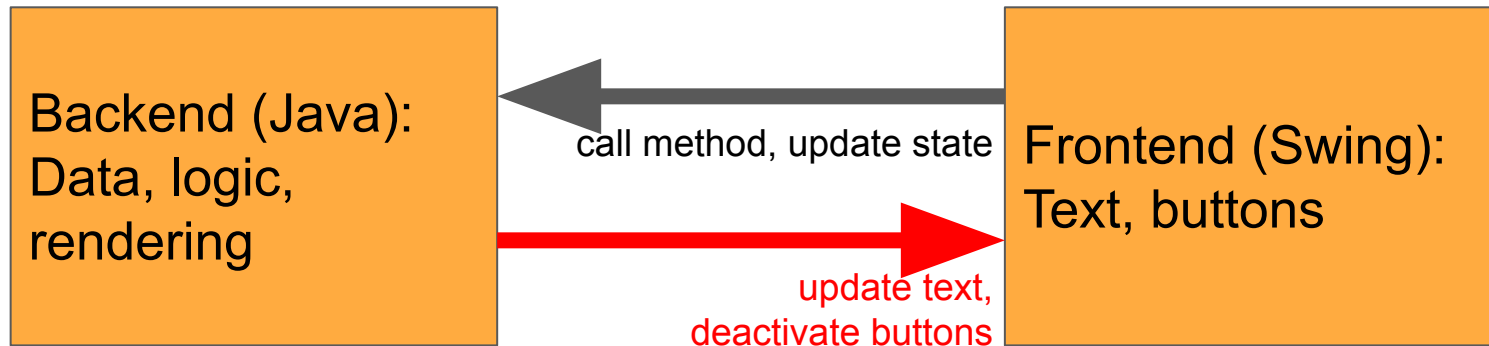 Backend (Java):
Data, logic,
rendering
call method, update state
update text,
deactivate buttons
Frontend (Swing):
Text, buttons